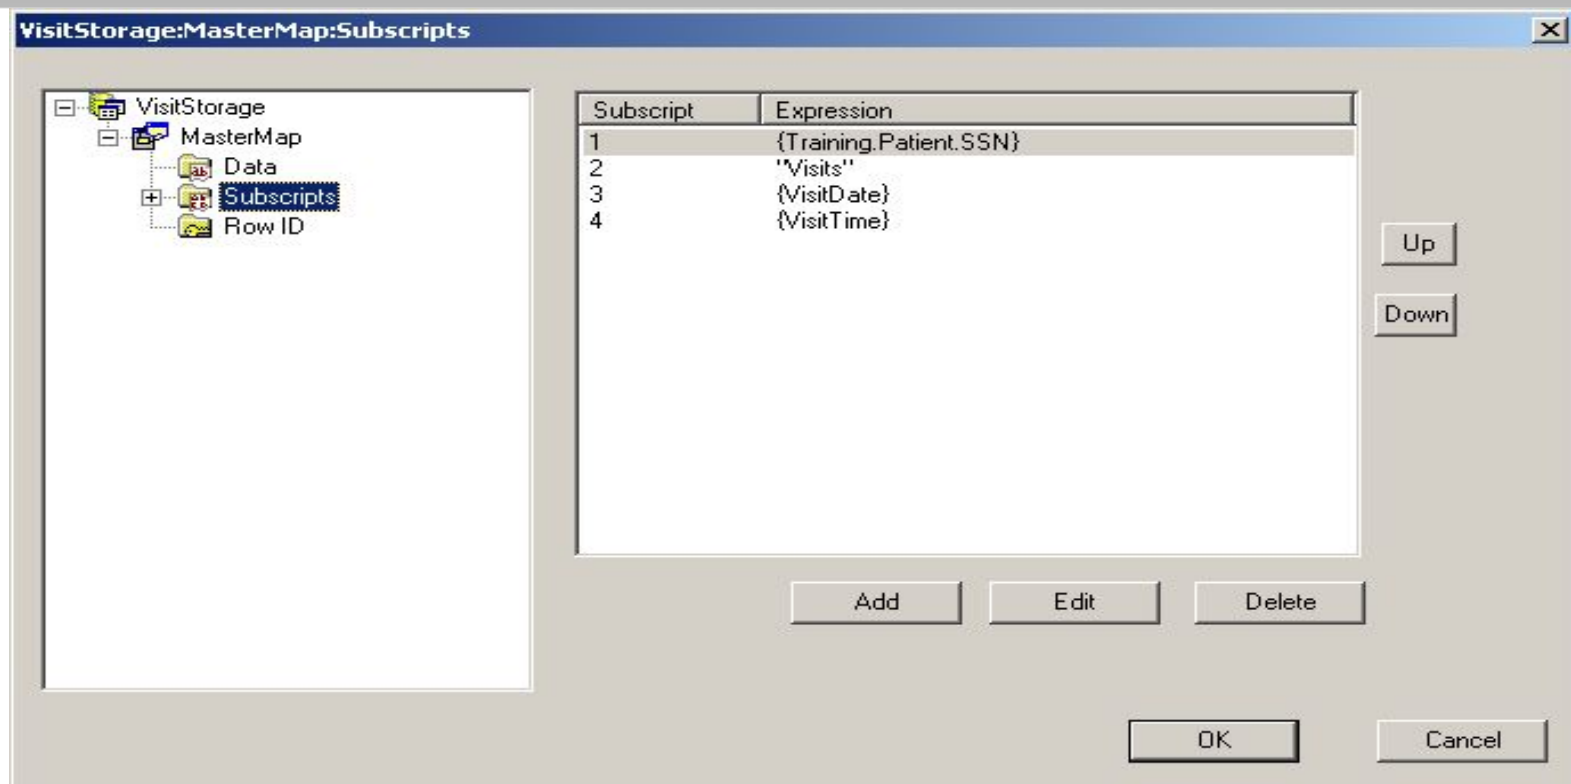 VisitStorage:MasterMap:Subscripts
VisitStorage
MasterMap
Data
Subscripts
Row ID
Subscript Expression
1 {Training.Patient.SSN}
2 "Visits"
3 {VisitDate}
4 {VisitTime}
Up
Down
Add Edit Delete
OK Cancel